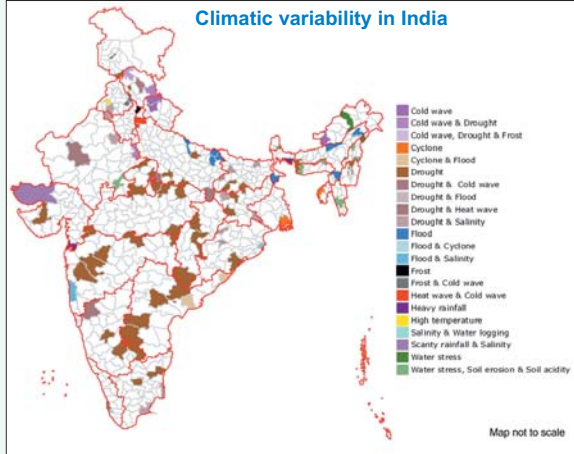 Climatic variability in India
Cold wave
Cold wave & Drought
Cold wave, Drought & Frost
Cyclone
Cyclone & Flood
Drought
Drought & Cold wave
Drought & Flood
Drought & Heat wave
Drought & Salinity
Flood
Flood & Cyclone
Flood & Salinity
Frost
Frost & Cold wave
Heat wave & Cold wave
Heavy rainfall
High temperature
Salinity & Water logging
Scanty rainfall & Salinity
Water stress
Water stress, Soil erosion & Soil acidity
Map not to scale